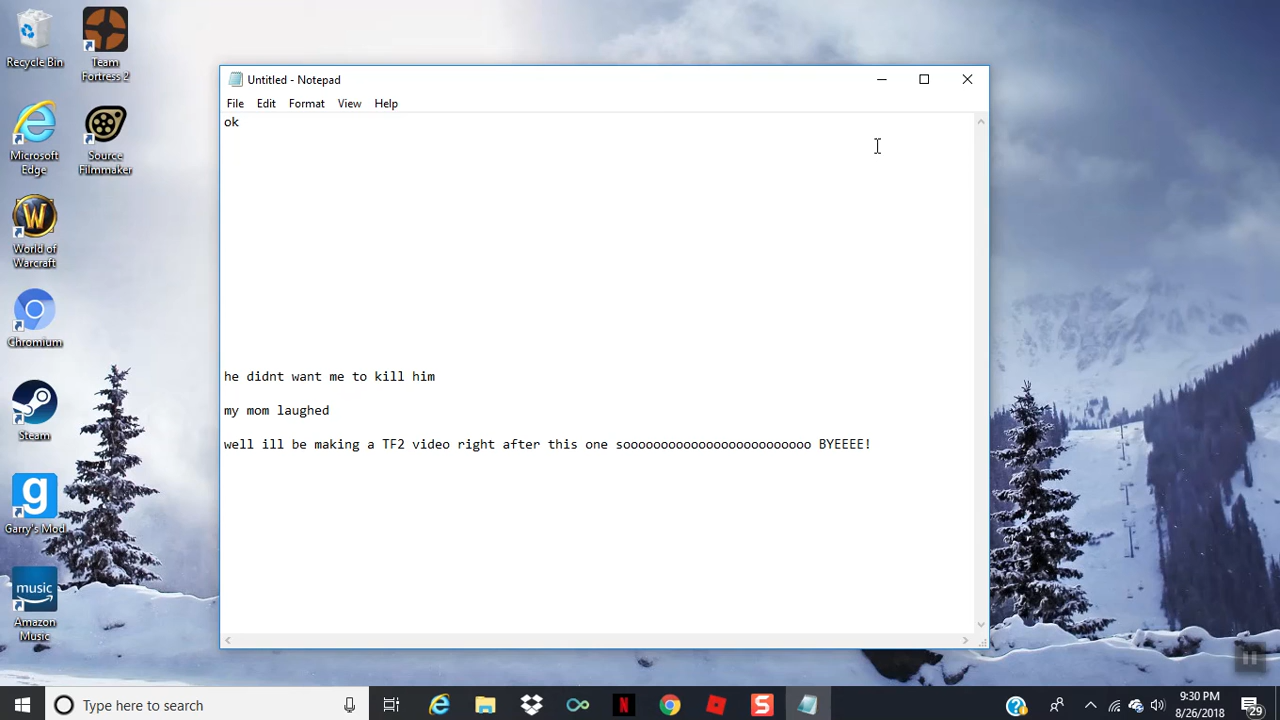 Recycle Bin
Team
Fortress 2
Microsoft
Edge
Source
Filmmaker
World of
Warcraft
Chromium
Steam
Garry's Mod
music
Amazon
Music
Untitled - Notepad
File Edit Format View Help
ok
he didnt want me to kill him
my mom laughed
well ill be making a TF2 video right after this one sooooooooooooooooooooooooo BYEEEE!
Type here to search
9:30 PM
8/26/2018
29